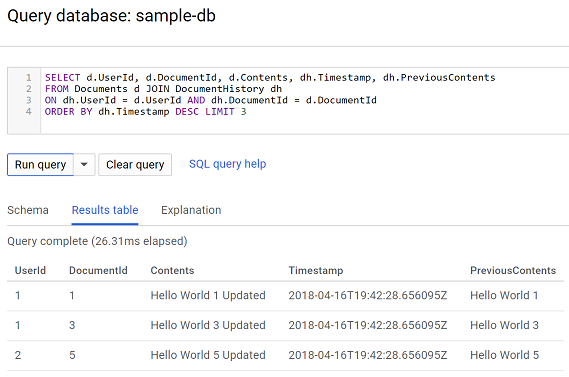 Query database: sample-db
1 SELECT d.UserId, d.DocumentId, d.Contents, dh.Timestamp, dh.PreviousContents
2 FROM Documents d JOIN DocumentHistory dh
3 ON dh.UserId = d.UserId AND dh.DocumentId = d.DocumentId
4 ORDER BY dh.Timestamp DESC LIMIT 3
Run query Clear query SQL query help
Schema Results table Explanation
Query complete (26.31ms elapsed)
UserId DocumentId Contents Timestamp PreviousContents
1 1 Hello World 1 Updated 2018-04-16T19:42:28.656095Z Hello World 1
1 3 Hello World 3 Updated 2018-04-16T19:42:28.656095Z Hello World 3
2 5 Hello World 5 Updated 2018-04-16T19:42:28.656095Z Hello World 5